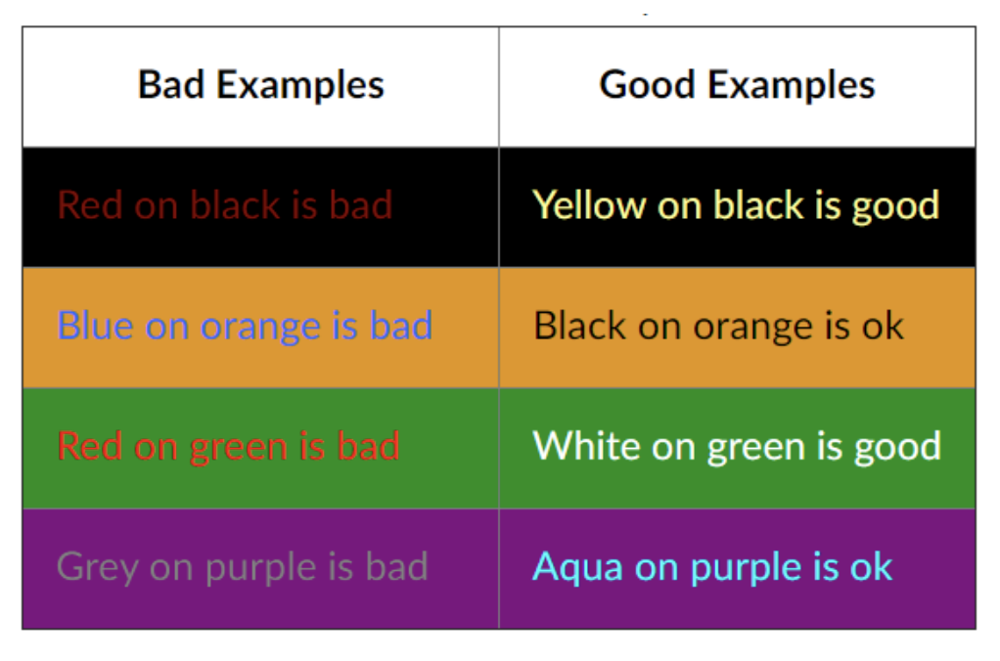 Bad Examples
Good Examples
Red on black is bad
Yellow on black is good
Blue on orange is bad
Black on orange is ok
Red on green is bad
White on green is good
Grey on purple is bad
Aqua on purple is ok